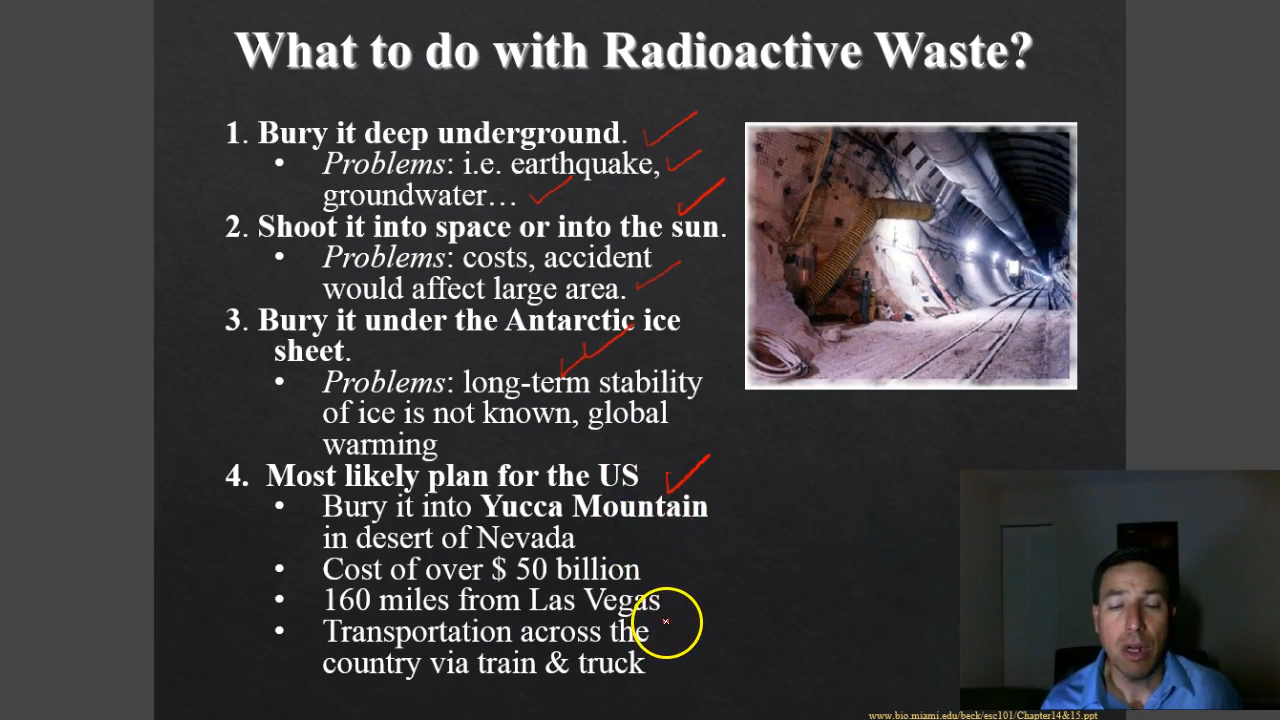 What to do with Radioactive Waste?
1. Bury it deep underground.
• Problems: i.e. earthquake,
groundwater…
2. Shoot it into space or into the sun.
• Problems: costs, accident
would affect large area.
3. Bury it under the Antarctic ice
sheet.
• Problems: long-term stability
of ice is not known, global
warming
4. Most likely plan for the US
• Bury it into Yucca Mountain
in desert of Nevada
• Cost of over $ 50 billion
• 160 miles from Las Vegas
• Transportation across the
country via train & truck
www.bio.miami.edu/beck/esc101/Chapter14&15.ppt